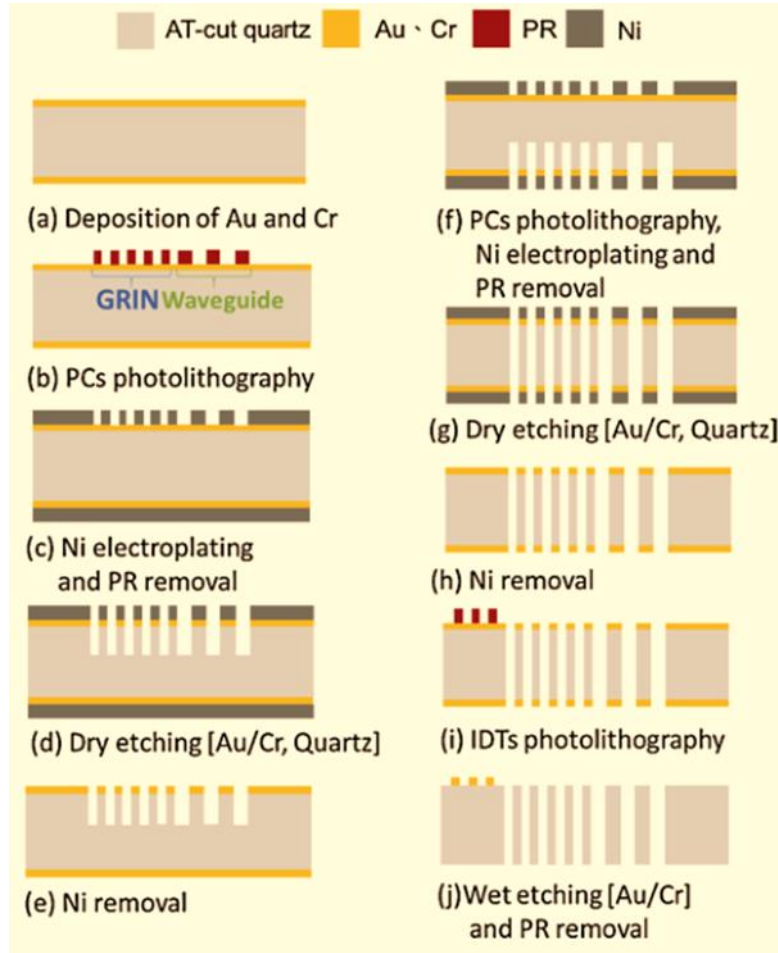 AT-cut quartz Au、Cr PR Ni
(a) Deposition of Au and Cr
GRIN Waveguide
(b) PCs photolithography
(c) Ni electroplating
and PR removal
(d) Dry etching [Au/Cr, Quartz]
(e) Ni removal
(f) PCs photolithography,
Ni electroplating and
PR removal
(g) Dry etching [Au/Cr, Quartz]
(h) Ni removal
(i) IDTs photolithography
(j)Wet etching [Au/Cr]
and PR removal